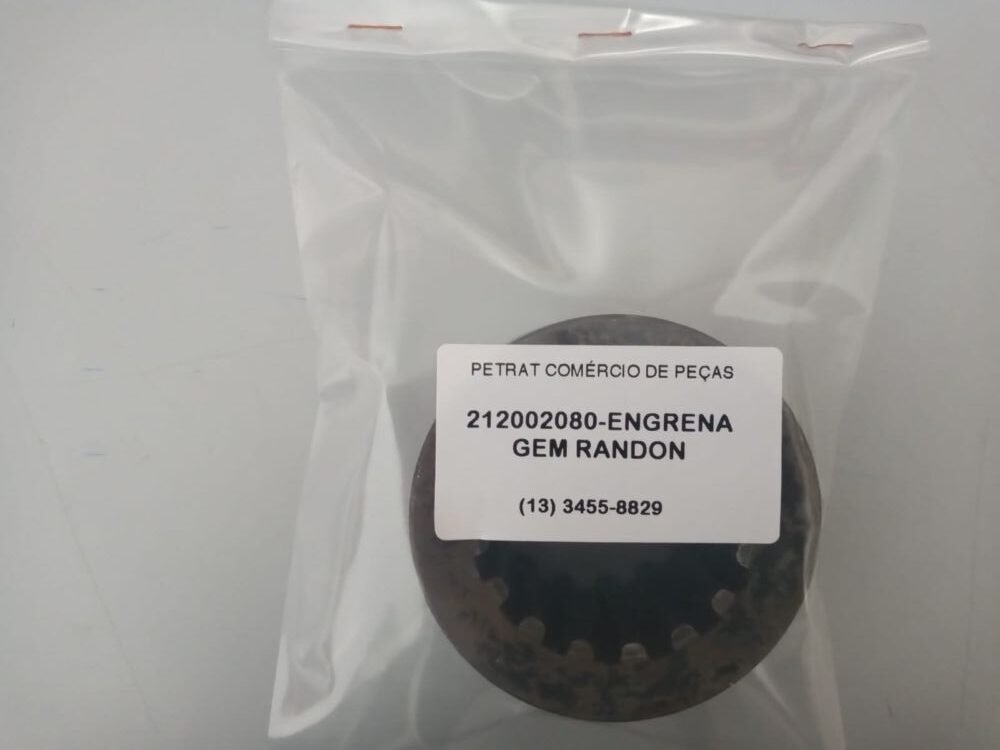 PETRAT COMÉRCIO DE PEÇAS
212002080-ENGRENA
GEM RANDON
(13) 3455-8829